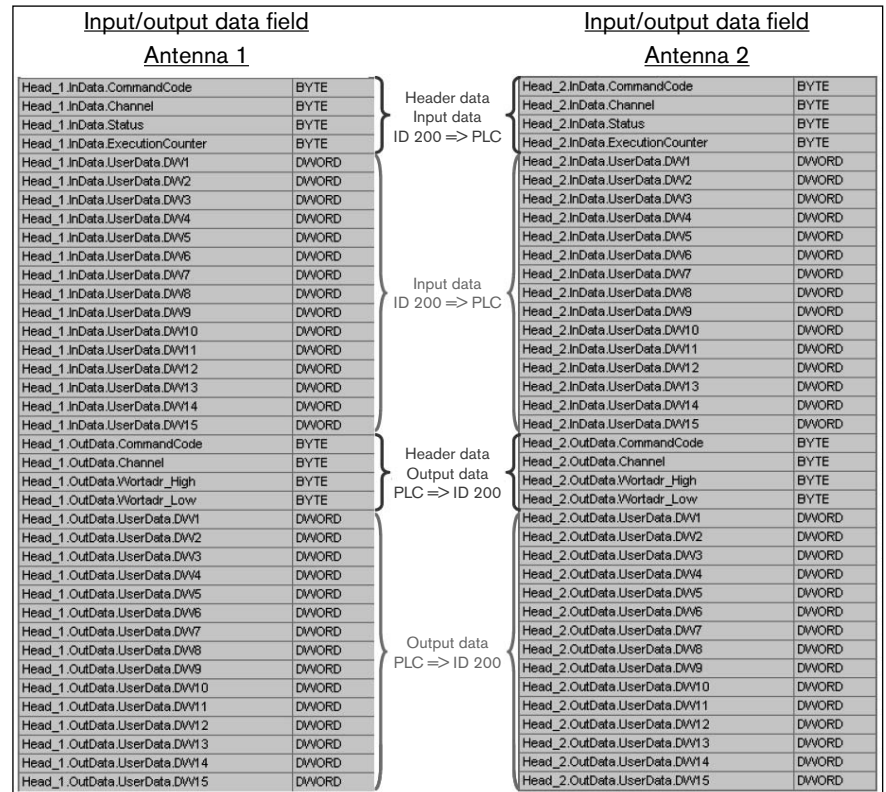 Input/output data field
Antenna 1
Head_1.InData.CommandCode BYTE
Head_1.InData.Channel BYTE
Head_1.InData.Status BYTE
Head_1.InData.ExecutionCounter BYTE
Head_1.InData.UserData.DW1 DWORD
Head_1.InData.UserData.DW2 DWORD
Head_1.InData.UserData.DW3 DWORD
Head_1.InData.UserData.DW4 DWORD
Head_1.InData.UserData.DW5 DWORD
Head_1.InData.UserData.DW6 DWORD
Head_1.InData.UserData.DW7 DWORD
Head_1.InData.UserData.DW8 DWORD
Head_1.InData.UserData.DW9 DWORD
Head_1.InData.UserData.DW10 DWORD
Head_1.InData.UserData.DW11 DWORD
Head_1.InData.UserData.DW12 DWORD
Head_1.InData.UserData.DW13 DWORD
Head_1.InData.UserData.DW14 DWORD
Head_1.InData.UserData.DW15 DWORD
Head_1.OutData.CommandCode BYTE
Head_1.OutData.Channel BYTE
Head_1.OutData.Wortadr_High BYTE
Head_1.OutData.Wortadr_Low BYTE
Head_1.OutData.UserData.DW1 DWORD
Head_1.OutData.UserData.DW2 DWORD
Head_1.OutData.UserData.DW3 DWORD
Head_1.OutData.UserData.DW4 DWORD
Head_1.OutData.UserData.DW5 DWORD
Head_1.OutData.UserData.DW6 DWORD
Head_1.OutData.UserData.DW7 DWORD
Head_1.OutData.UserData.DW8 DWORD
Head_1.OutData.UserData.DW9 DWORD
Head_1.OutData.UserData.DW10 DWORD
Head_1.OutData.UserData.DW11 DWORD
Head_1.OutData.UserData.DW12 DWORD
Head_1.OutData.UserData.DW13 DWORD
Head_1.OutData.UserData.DW14 DWORD
Head_1.OutData.UserData.DW15 DWORD
Header data
Input data
ID 200 => PLC
Input data
ID 200 => PLC
Header data
Output data
PLC => ID 200
Output data
PLC => ID 200
Input/output data field
Antenna 2
Head_2.InData.CommandCode BYTE
Head_2.InData.Channel BYTE
Head_2.InData.Status BYTE
Head_2.InData.ExecutionCounter BYTE
Head_2.InData.UserData.DW1 DWORD
Head_2.InData.UserData.DW2 DWORD
Head_2.InData.UserData.DW3 DWORD
Head_2.InData.UserData.DW4 DWORD
Head_2.InData.UserData.DW5 DWORD
Head_2.InData.UserData.DW6 DWORD
Head_2.InData.UserData.DW7 DWORD
Head_2.InData.UserData.DW8 DWORD
Head_2.InData.UserData.DW9 DWORD
Head_2.InData.UserData.DW10 DWORD
Head_2.InData.UserData.DW11 DWORD
Head_2.InData.UserData.DW12 DWORD
Head_2.InData.UserData.DW13 DWORD
Head_2.InData.UserData.DW14 DWORD
Head_2.InData.UserData.DW15 DWORD
Head_2.OutData.CommandCode BYTE
Head_2.OutData.Channel BYTE
Head_2.OutData.Wortadr_High BYTE
Head_2.OutData.Wortadr_Low BYTE
Head_2.OutData.UserData.DW1 DWORD
Head_2.OutData.UserData.DW2 DWORD
Head_2.OutData.UserData.DW3 DWORD
Head_2.OutData.UserData.DW4 DWORD
Head_2.OutData.UserData.DW5 DWORD
Head_2.OutData.UserData.DW6 DWORD
Head_2.OutData.UserData.DW7 DWORD
Head_2.OutData.UserData.DW8 DWORD
Head_2.OutData.UserData.DW9 DWORD
Head_2.OutData.UserData.DW10 DWORD
Head_2.OutData.UserData.DW11 DWORD
Head_2.OutData.UserData.DW12 DWORD
Head_2.OutData.UserData.DW13 DWORD
Head_2.OutData.UserData.DW14 DWORD
Head_2.OutData.UserData.DW15 DWORD